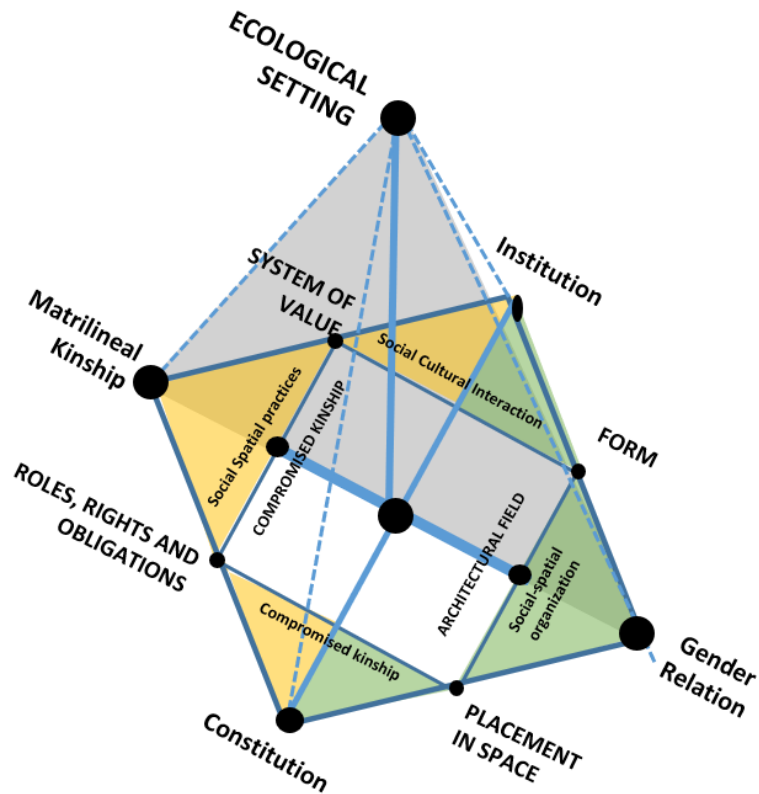 ECOLOGICAL
SETTING
Institution
SYSTEM OF
VALUE
Matrilineal
Kinship
Social Cultural Interaction
Social Spatial practices
COMPROMISED KINSHIP
FORM
ROLES, RIGHTS AND
OBLIGATIONS
ARCHITECTURAL FIELD
Social-spatial
organization
Compromised kinship
Gender
Relation
Constitution
PLACEMENT
IN SPACE